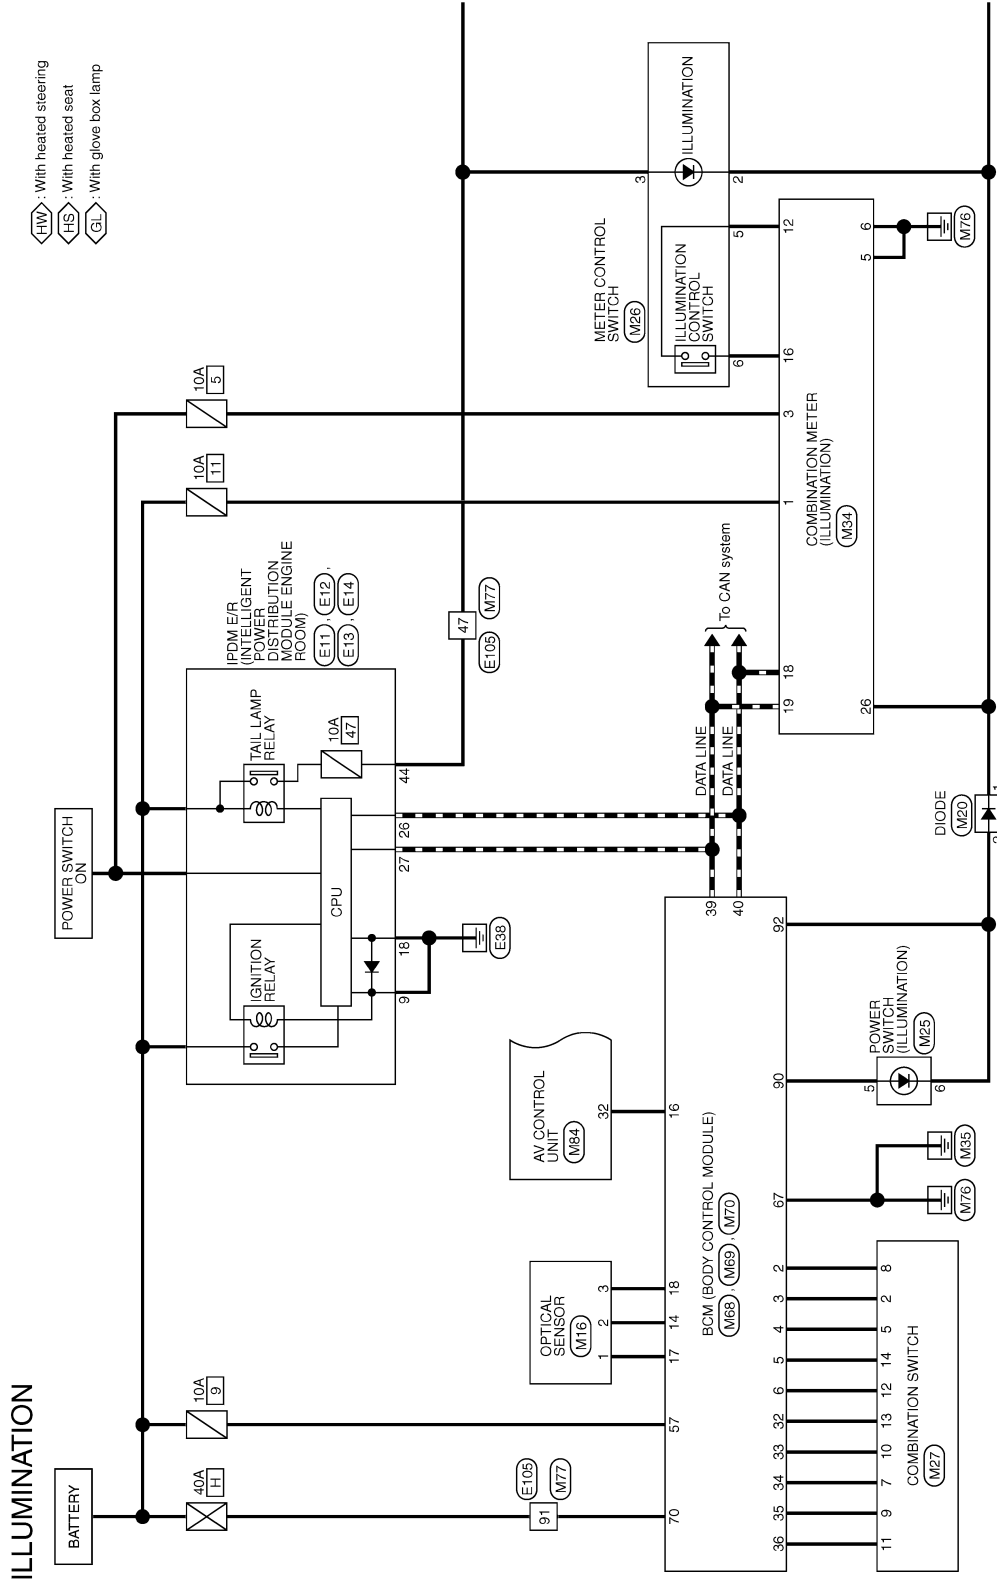 ILLUMINATION
BATTERY
40A
H
10A
9
E105
M77
91
70
57
OPTICAL
SENSOR
M16
1
2
3
17
14
18
AV CONTROL
UNIT
M84
32
16
BCM (BODY CONTROL MODULE)
M68 , M69 , M70
36
35
34
33
32
6
5
4
3
2
67
90
92
39
40
11
9
7
10
13
12
14
5
2
8
COMBINATION SWITCH
M27
M76
M35
POWER
SWITCH
(ILLUMINATION)
M25
5
6
DIODE
M20
2
1
POWER SWITCH
ON
IGNITION
RELAY
CPU
TAIL LAMP
RELAY
10A
47
9
18
27
26
44
E38
IPDM E/R
(INTELLIGENT
POWER
DISTRIBUTION
MODULE ENGINE
ROOM)
E11 , E12 ,
E13 , E14
E105
47
M77
DATA LINE
DATA LINE
To CAN system
10A
11
10A
5
COMBINATION METER
(ILLUMINATION)
M34
19
18
1
3
16
12
26
5
6
M76
METER CONTROL
SWITCH
M26
ILLUMINATION
CONTROL
SWITCH
ILLUMINATION
6
5
3
2
HW : With heated steering
HS : With heated seat
GL : With glove box lamp